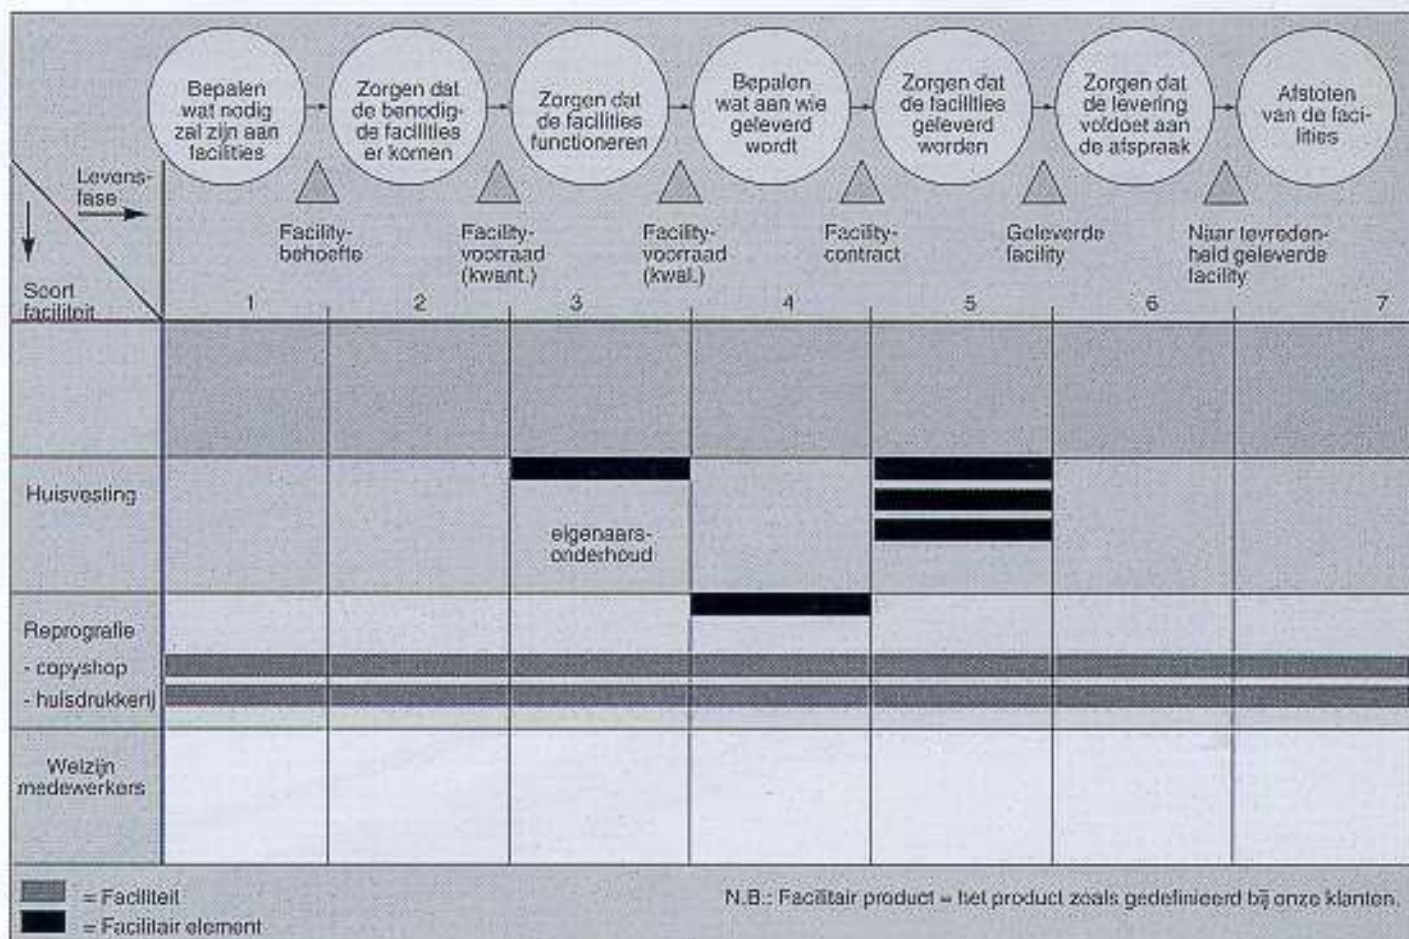 Bepalen
wat nodig
zal zijn aan
facilities
Zorgen dat
de benodig-
de facilities
er komen
Zorgen dat
de facilities
functioneren
Bepalen
wat aan wie
geleverd
wordt
Zorgen dat
de facilities
geleverd
worden
Zorgen dat
de levering
voldoet aan
de afspraak
Afstoten
van de faci-
lities
Levens-
fase
Soort
faciliteit
Facility-
behoefte
Facility-
voorraad
(kwant.)
Facility-
voorraad
(kwal.)
Facility-
contract
Geleverde
facility
Naar tevreden-
heid geleverde
facility
1 2 3 4 5 6 7
Huisvesting
eigenaars-
onderhoud
Reprografie
- copyshop
- huisdrukkerij
Welzijn
medewerkers
= Faciliteit
= Facilitair element
N.B.: Facilitair product = het product zoals gedefinieerd bij onze klanten.